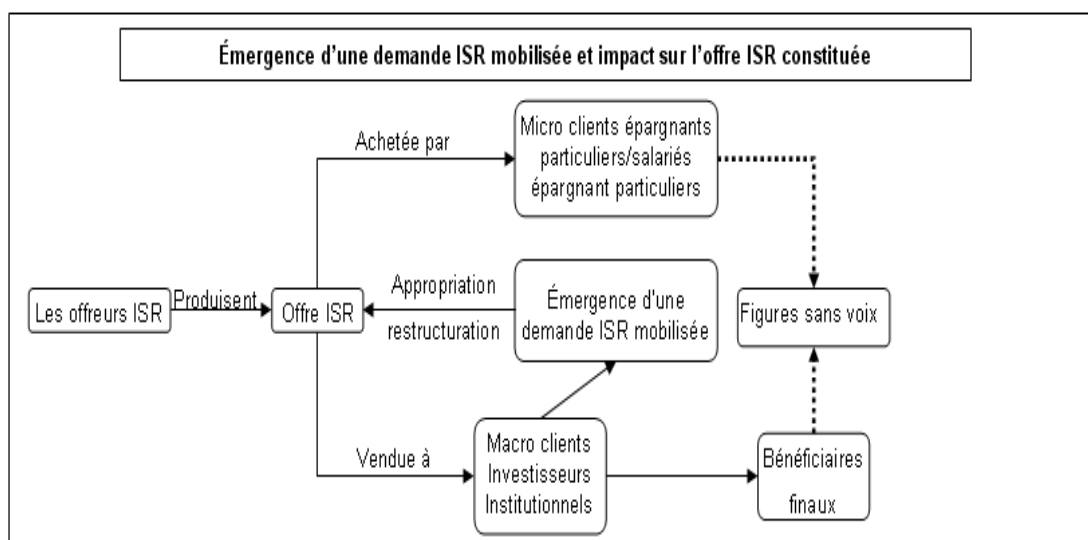 Émergence d'une demande ISR mobilisée et impact sur l'offre ISR constituée
Achetée par
Micro clients épargnants
particuliers/salariés
épargnant particuliers
Les offreurs ISR
Produisent
Offre ISR
Appropriation
restructuration
Émergence d'une
demande ISR mobilisée
Figures sans voix
Vendue à
Macro clients
Investisseurs
Institutionnels
Bénéficiaires
finaux